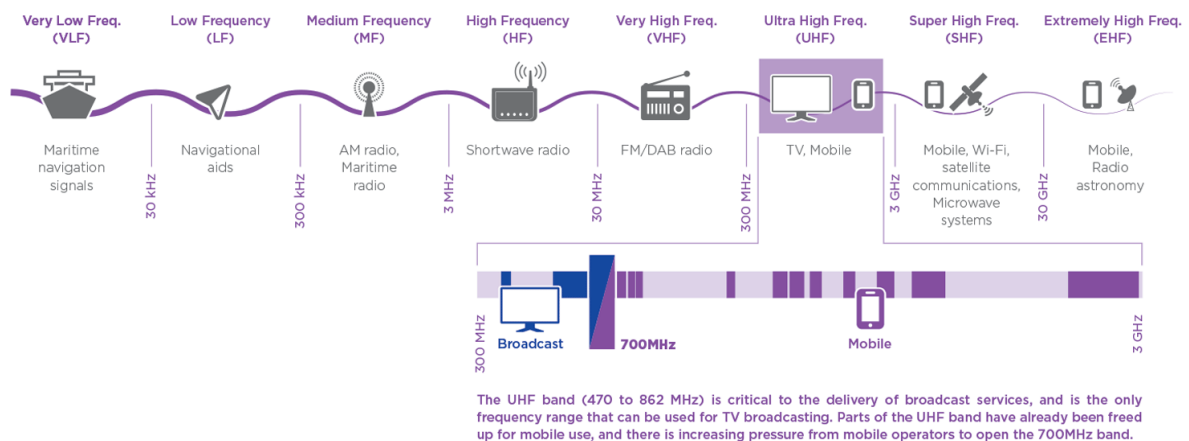 Very Low Freq.
(VLF)
Low Frequency
(LF)
Medium Frequency
(MF)
High Frequency
(HF)
Very High Freq.
(VHF)
Ultra High Freq.
(UHF)
Super High Freq.
(SHF)
Extremely High Freq.
(EHF)
Maritime
navigation
signals
Navigational
aids
AM radio,
Maritime
radio
Shortwave radio
FM/DAB radio
TV, Mobile
Mobile, Wi-Fi,
satellite
communications,
Microwave
systems
Mobile,
Radio
astronomy
30 kHz
300 kHz
3 MHz
30 MHz
300 MHz
3 GHz
30 GHz
300 MHz
Broadcast
700MHz
Mobile
3 GHz
The UHF band (470 to 862 MHz) is critical to the delivery of broadcast services, and is the only
frequency range that can be used for TV broadcasting. Parts of the UHF band have already been freed
up for mobile use, and there is increasing pressure from mobile operators to open the 700MHz band.